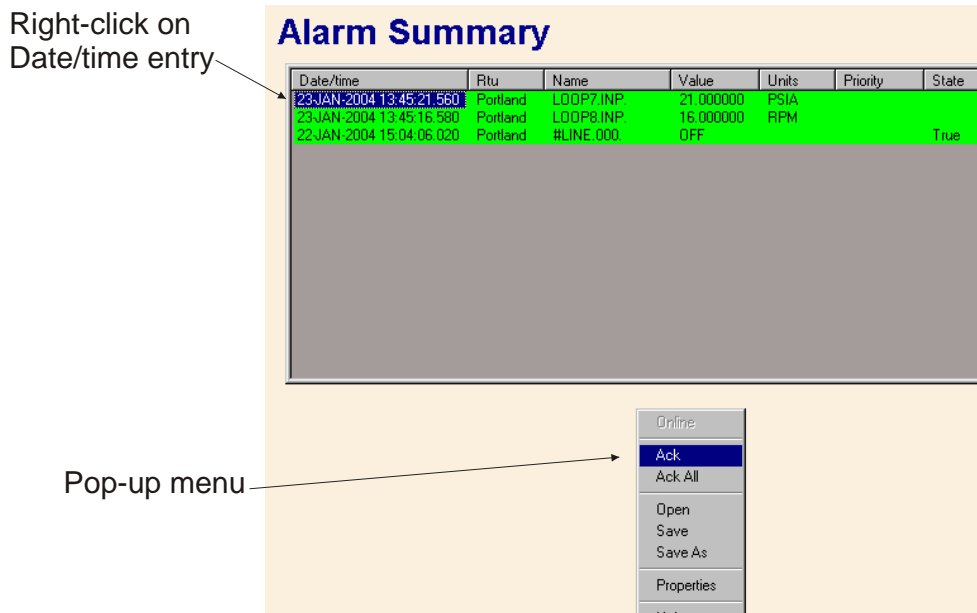 Right-click on
Date/time entry
Alarm Summary
Date/time Rtu Name Value Units Priority State
23-JAN-2004 13:45:21.560 Portland LOOP7.INP. 21.000000 PSIA
23-JAN-2004 13:45:16.580 Portland LOOP8.INP. 16.000000 RPM
22-JAN-2004 15:04:06.020 Portland #LINE.000. OFF True
Pop-up menu
Online
Ack
Ack All
Open
Save
Save As
Properties